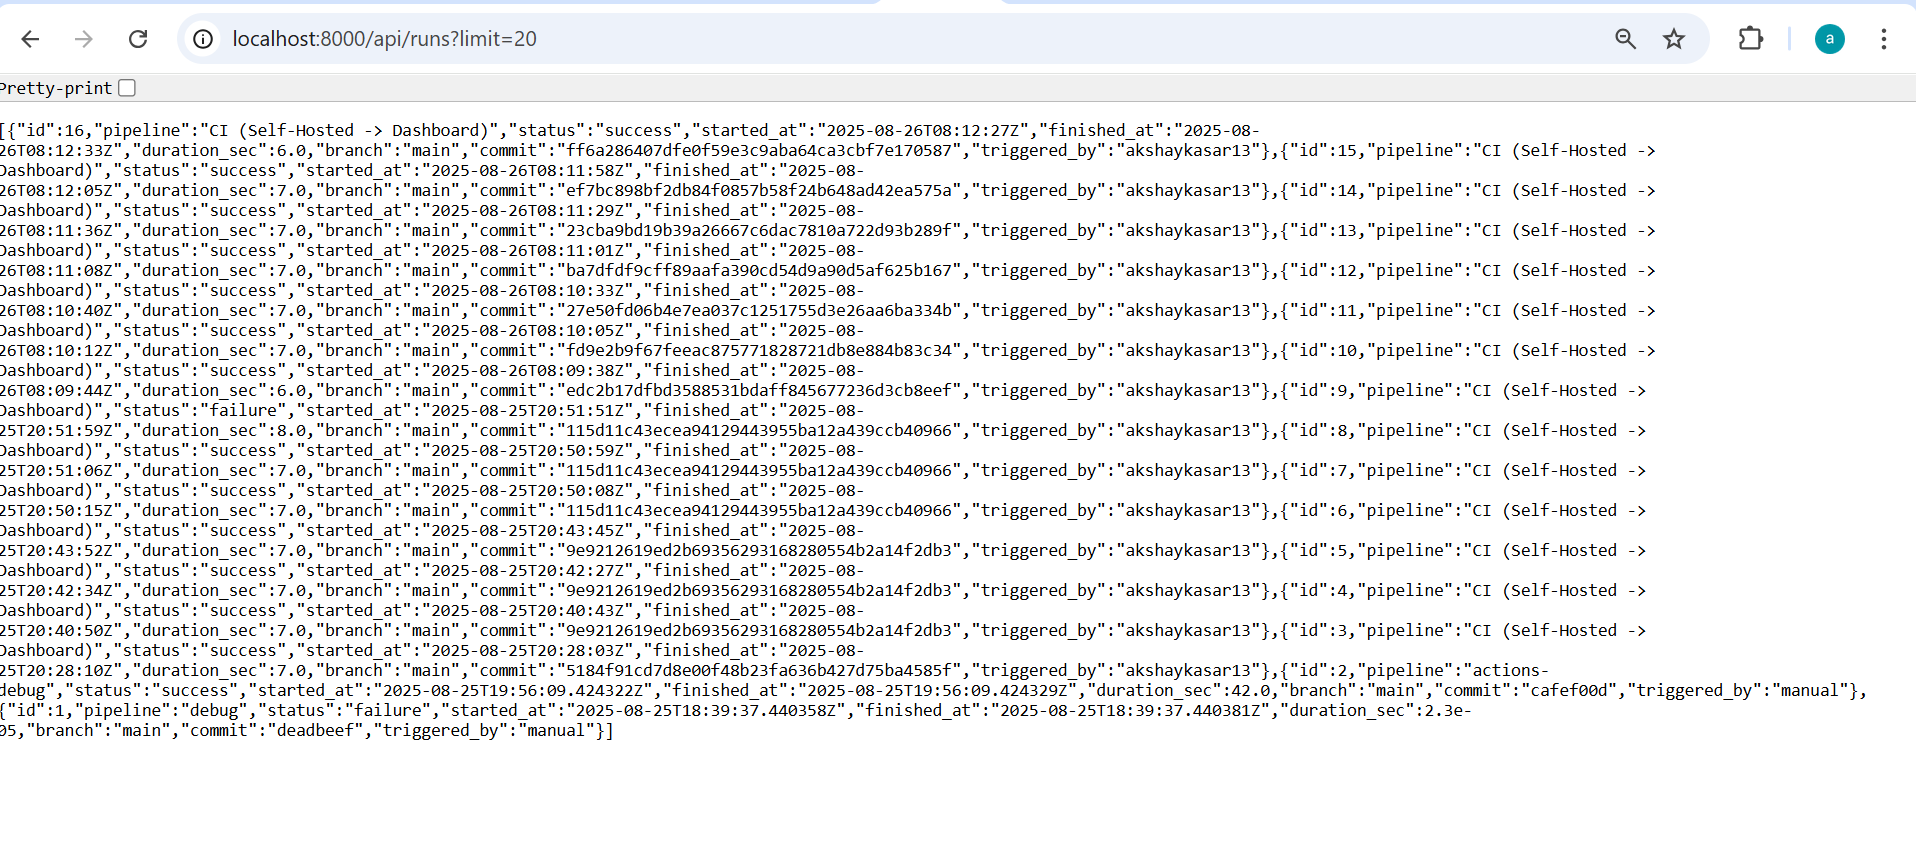 localhost:8000/api/runs?limit=20
a
Pretty-print
[{"id":16,"pipeline":"CI (Self-Hosted -> Dashboard)","status":"success","started_at":"2025-08-26T08:12:27Z","finished_at":"2025-08-
26T08:12:33Z","duration_sec":6.0,"branch":"main","commit":"ff6a286407dfe0f59e3c9aba64ca3cbf7e170587","triggered_by":"akshaykasar13"},{"id":15,"pipeline":"CI (Self-Hosted ->
Dashboard)","status":"success","started_at":"2025-08-26T08:11:58Z","finished_at":"2025-08-
26T08:12:05Z","duration_sec":7.0,"branch":"main","commit":"ef7bc898bf2db84f0857b58f24b648ad42ea575a","triggered_by":"akshaykasar13"},{"id":14,"pipeline":"CI (Self-Hosted ->
Dashboard)","status":"success","started_at":"2025-08-26T08:11:29Z","finished_at":"2025-08-
26T08:11:36Z","duration_sec":7.0,"branch":"main","commit":"23cba9bd19b39a26667c6dac7810a722d93b289f","triggered_by":"akshaykasar13"},{"id":13,"pipeline":"CI (Self-Hosted ->
Dashboard)","status":"success","started_at":"2025-08-26T08:11:01Z","finished_at":"2025-08-
26T08:11:08Z","duration_sec":7.0,"branch":"main","commit":"ba7dfdf9cff89aafa390cd54d9a90d5af625b167","triggered_by":"akshaykasar13"},{"id":12,"pipeline":"CI (Self-Hosted ->
Dashboard)","status":"success","started_at":"2025-08-26T08:10:33Z","finished_at":"2025-08-
26T08:10:40Z","duration_sec":7.0,"branch":"main","commit":"27e50fd06b4e7ea037c1251755d3e26aa6ba334b","triggered_by":"akshaykasar13"},{"id":11,"pipeline":"CI (Self-Hosted ->
Dashboard)","status":"success","started_at":"2025-08-26T08:10:05Z","finished_at":"2025-08-
26T08:10:12Z","duration_sec":7.0,"branch":"main","commit":"fd9e2b9f67feeac875771828721db8e884b83c34","triggered_by":"akshaykasar13"},{"id":10,"pipeline":"CI (Self-Hosted ->
Dashboard)","status":"success","started_at":"2025-08-26T08:09:38Z","finished_at":"2025-08-
26T08:09:44Z","duration_sec":6.0,"branch":"main","commit":"edc2b17dfbd3588531bdaff845677236d3cb8eef","triggered_by":"akshaykasar13"},{"id":9,"pipeline":"CI (Self-Hosted ->
Dashboard)","status":"failure","started_at":"2025-08-25T20:51:51Z","finished_at":"2025-08-
25T20:51:59Z","duration_sec":8.0,"branch":"main","commit":"115d11c43ecea94129443955ba12a439ccb40966","triggered_by":"akshaykasar13"},{"id":8,"pipeline":"CI (Self-Hosted ->
Dashboard)","status":"success","started_at":"2025-08-25T20:50:59Z","finished_at":"2025-08-
25T20:51:06Z","duration_sec":7.0,"branch":"main","commit":"115d11c43ecea94129443955ba12a439ccb40966","triggered_by":"akshaykasar13"},{"id":7,"pipeline":"CI (Self-Hosted ->
Dashboard)","status":"success","started_at":"2025-08-25T20:50:08Z","finished_at":"2025-08-
25T20:50:15Z","duration_sec":7.0,"branch":"main","commit":"115d11c43ecea94129443955ba12a439ccb40966","triggered_by":"akshaykasar13"},{"id":6,"pipeline":"CI (Self-Hosted ->
Dashboard)","status":"success","started_at":"2025-08-25T20:43:45Z","finished_at":"2025-08-
25T20:43:52Z","duration_sec":7.0,"branch":"main","commit":"9e9212619ed2b69356293168280554b2a14f2db3","triggered_by":"akshaykasar13"},{"id":5,"pipeline":"CI (Self-Hosted ->
Dashboard)","status":"success","started_at":"2025-08-25T20:42:27Z","finished_at":"2025-08-
25T20:42:34Z","duration_sec":7.0,"branch":"main","commit":"9e9212619ed2b69356293168280554b2a14f2db3","triggered_by":"akshaykasar13"},{"id":4,"pipeline":"CI (Self-Hosted ->
Dashboard)","status":"success","started_at":"2025-08-25T20:40:43Z","finished_at":"2025-08-
25T20:40:50Z","duration_sec":7.0,"branch":"main","commit":"9e9212619ed2b69356293168280554b2a14f2db3","triggered_by":"akshaykasar13"},{"id":3,"pipeline":"CI (Self-Hosted ->
Dashboard)","status":"success","started_at":"2025-08-25T20:28:03Z","finished_at":"2025-08-
25T20:28:10Z","duration_sec":7.0,"branch":"main","commit":"5184f91cd7d8e00f48b23fa636b427d75ba4585f","triggered_by":"akshaykasar13"},{"id":2,"pipeline":"actions-
debug","status":"success","started_at":"2025-08-25T19:56:09.424322Z","finished_at":"2025-08-25T19:56:09.424329Z","duration_sec":42.0,"branch":"main","commit":"cafef00d","triggered_by":"manual"},
{"id":1,"pipeline":"debug","status":"failure","started_at":"2025-08-25T18:39:37.440358Z","finished_at":"2025-08-25T18:39:37.440381Z","duration_sec":2.3e-
05,"branch":"main","commit":"deadbeef","triggered_by":"manual"}]